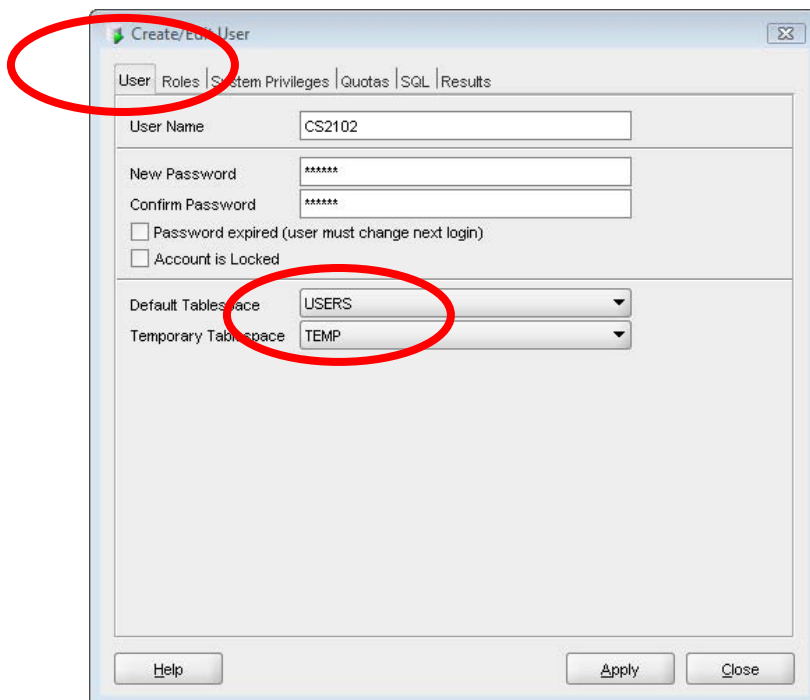 Create/Edit User
User Roles System Privileges Quotas SQL Results
User Name CS2102
New Password ******
Confirm Password ******
Password expired (user must change next login)
Account is Locked
Default Tablespace USERS
Temporary Tablespace TEMP
Help Apply Close